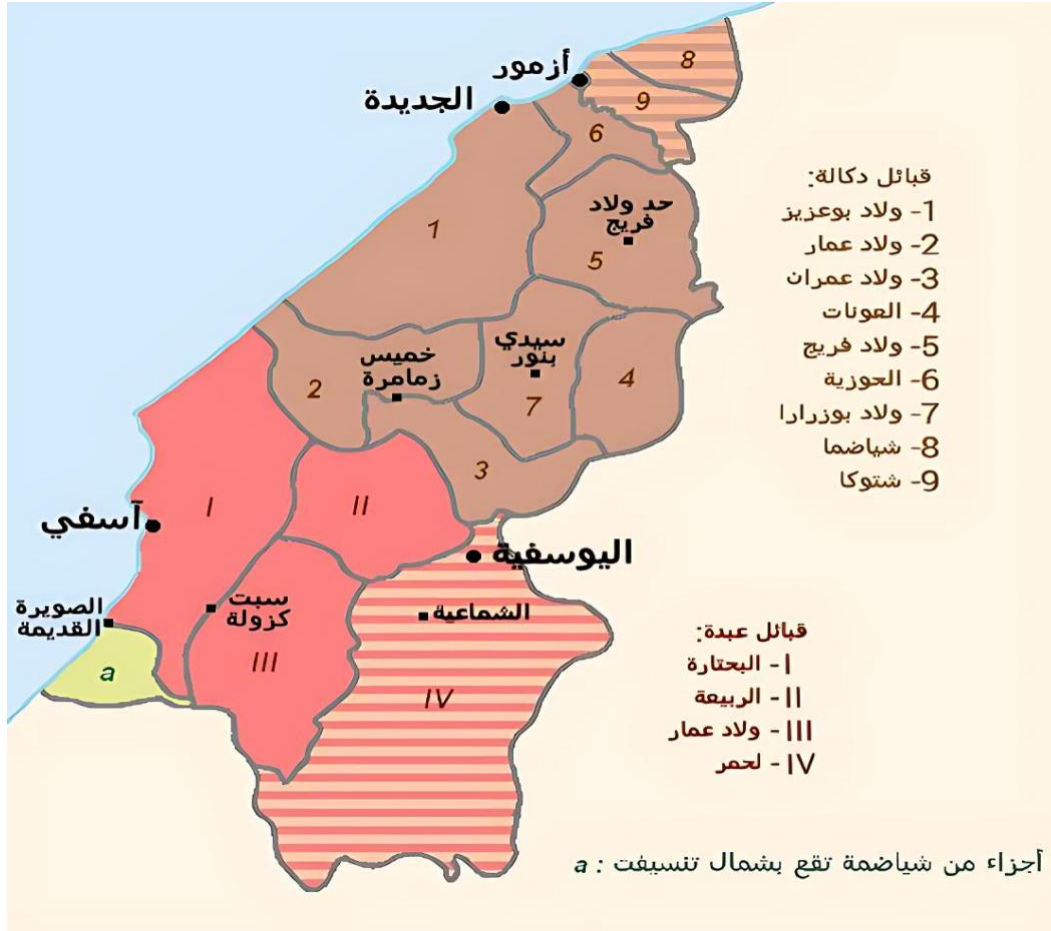 أزمور
الجديدة
8
9
6
1
حد ولاد
فريج
5
سيدي
بنور
خميس
زمامرة
2
7
4
3
I
II
آسفي
اليوسفية
الصويرة
القديمة
سبت
كزولة
الشماعية
III
IV
a
قبائل دكالة:
1- ولاد بوعزيز
2- ولاد عمار
3- ولاد عمران
4- العونات
5- ولاد فريج
6- الحوزية
7- ولاد بوزرارا
8- شياضما
9- شتوكا
قبائل عبدة:
I - البحتارة
II - الربيعة
III - ولاد عمار
IV - لحمر
أجزاء من شياضمة تقع بشمال تنسيفت : a